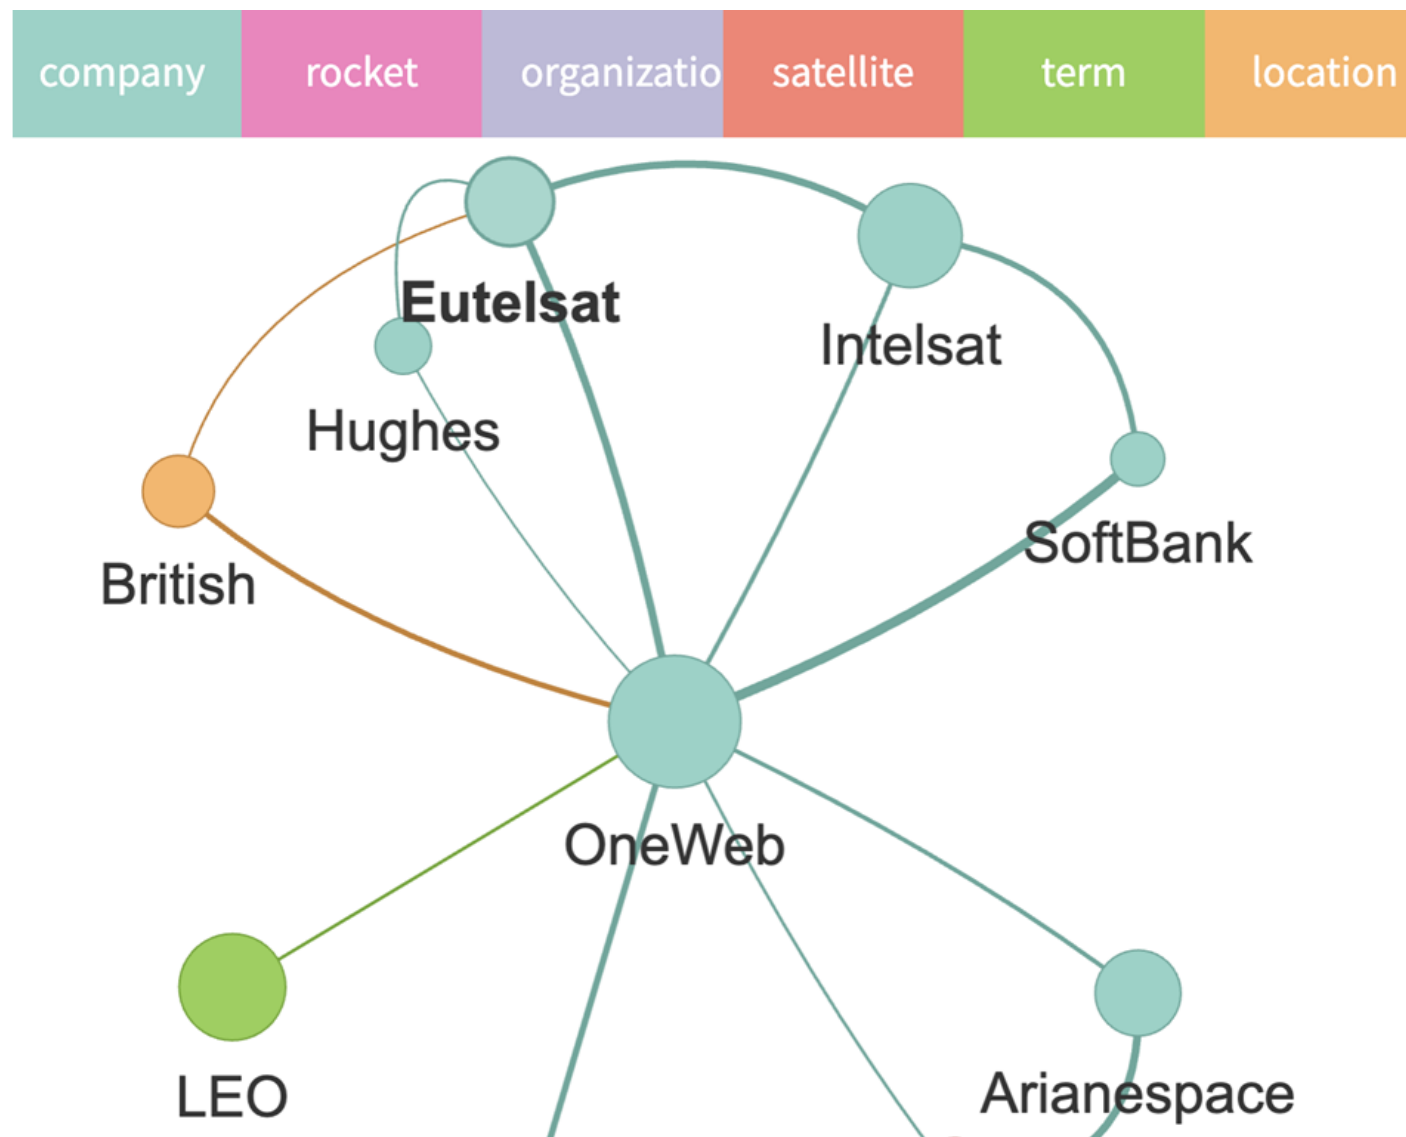 company rocket organizatio satellite term location
Eutelsat
Intelsat
Hughes
SoftBank
British
OneWeb
LEO
Arianespace